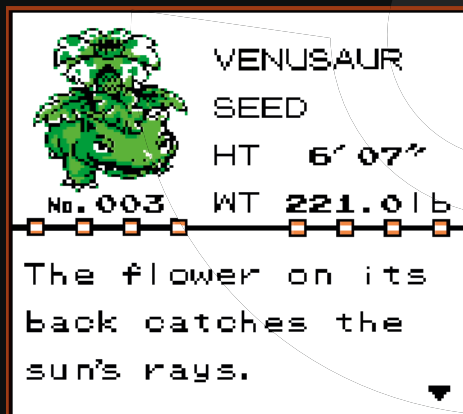 VENUSAUR
SEED
HT 6′07″
No.003 WT 221.0lb
The flower on its
back catches the
sun's rays.